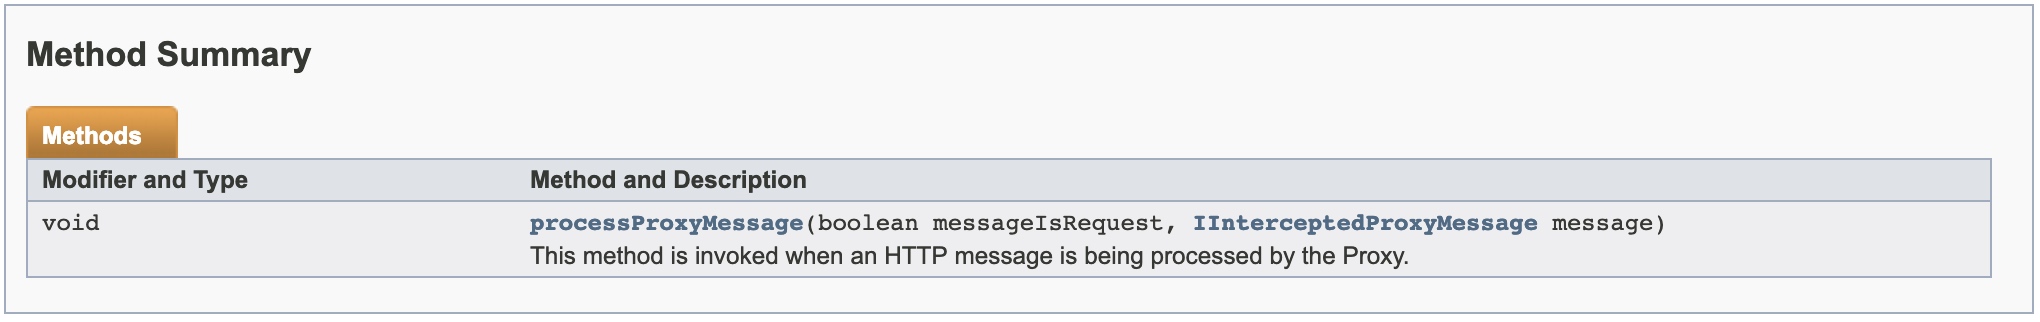 Method Summary
Methods
Modifier and Type Method and Description
void processProxyMessage(boolean messageIsRequest, IInterceptedProxyMessage message)
This method is invoked when an HTTP message is being processed by the Proxy.